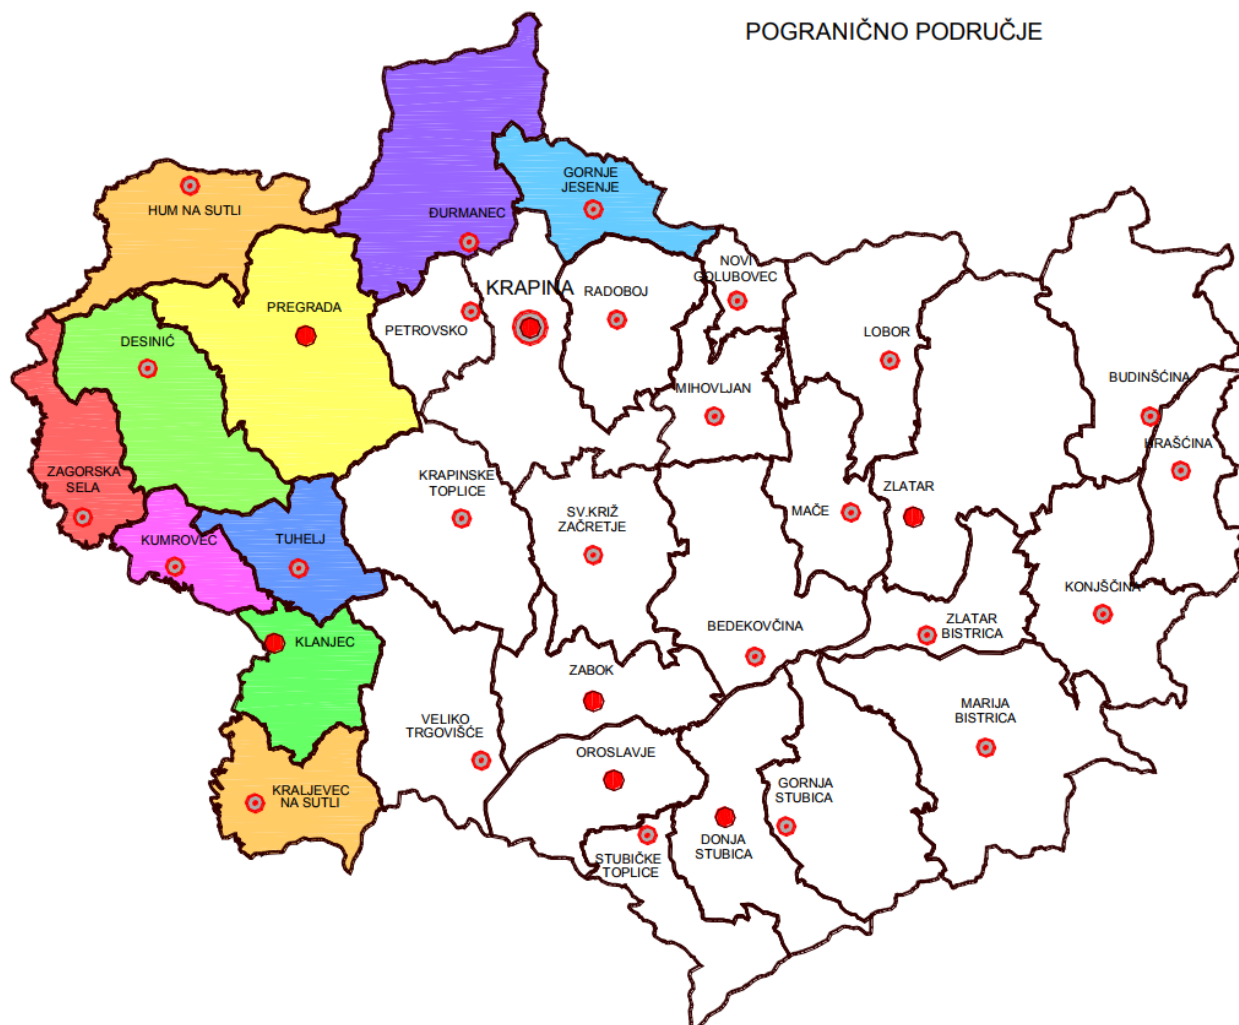 POGRANIČNO PODRUČJE
GORNJE
JESENJE
HUM NA SUTLI
ĐURMANEC
NOVI
GOLUBOVEC
KRAPINA
RADOBOJ
PREGRADA
PETROVSKO
LOBOR
DESINIĆ
BUDINŠĆINA
MIHOVLJAN
HRAŠĆINA
ZAGORSKA
SELA
KRAPINSKE
TOPLICE
SV.KRIŽ
ZAČRETJE
MAČE
ZLATAR
KUMROVEC
TUHELJ
KONJŠĆINA
ZLATAR
BISTRICA
BEDEKOVČINA
KLANJEC
ZABOK
MARIJA
BISTRICA
VELIKO
TRGOVIŠĆE
OROSLAVJE
GORNJA
STUBICA
KRALJEVEC
NA SUTLI
DONJA
STUBICA
STUBIČKE
TOPLICE